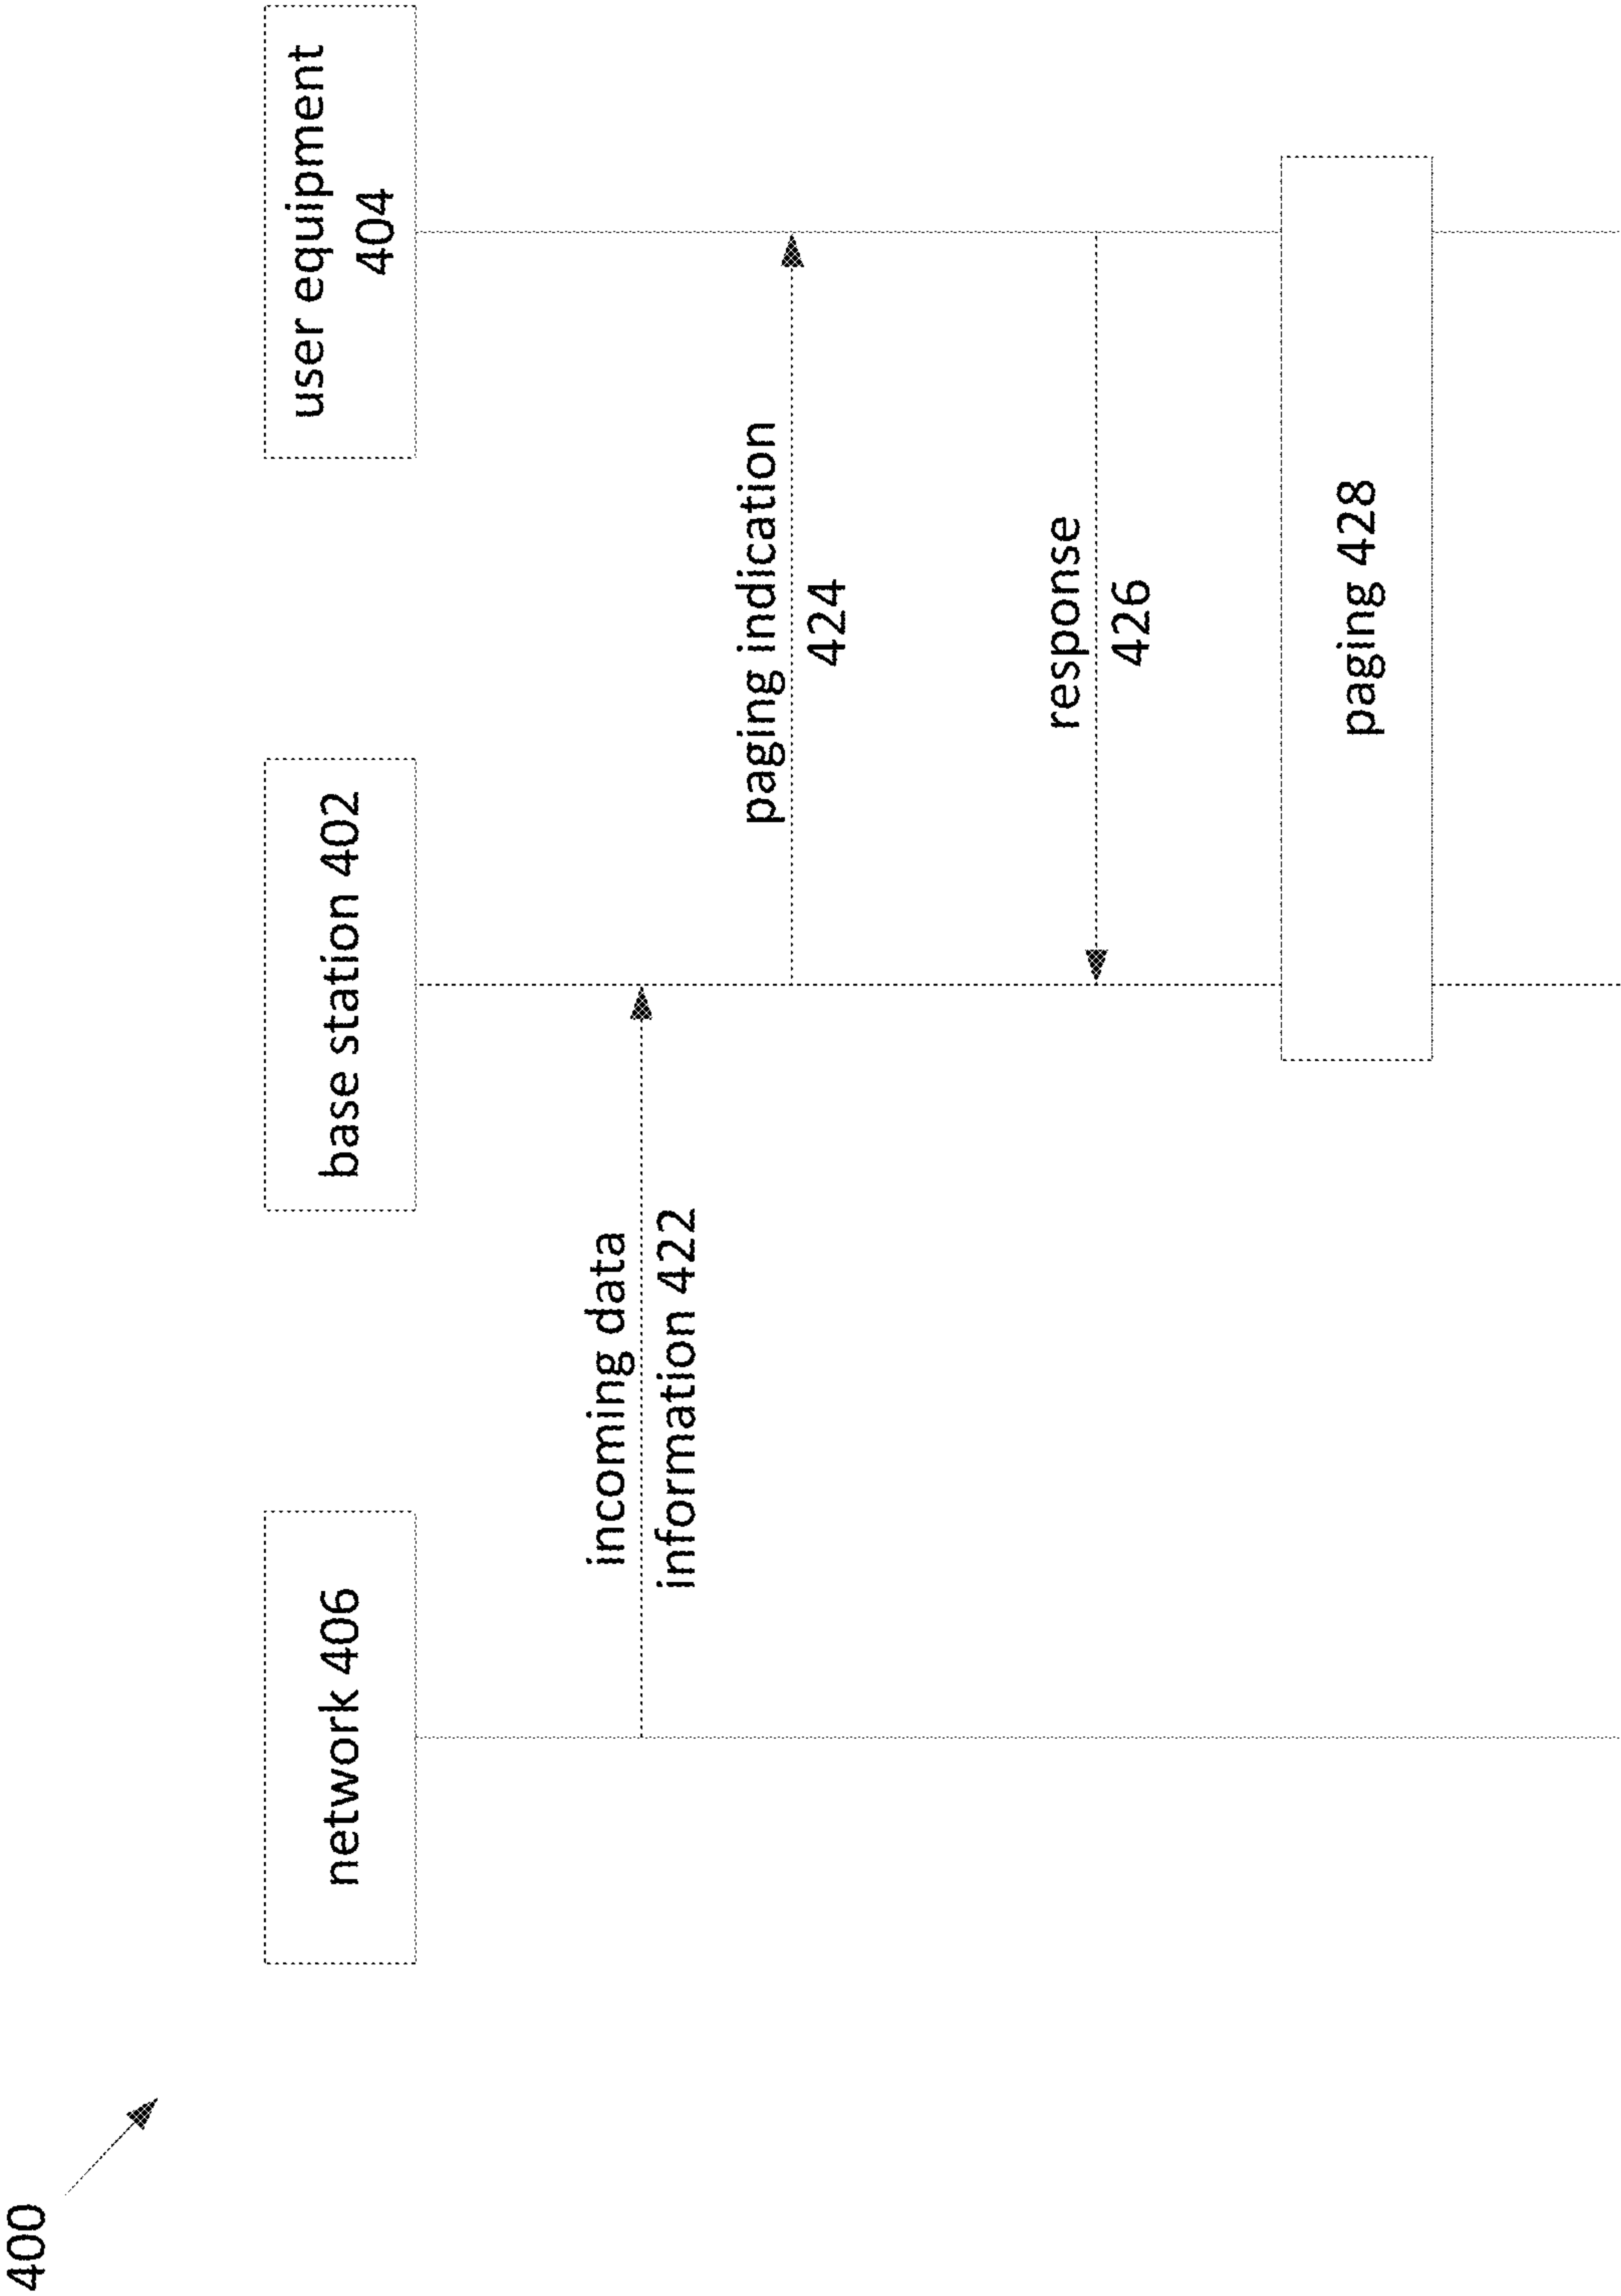 400
network 406
base station 402
user equipment
404
incoming data
information 422
paging indication
424
response
426
paging 428